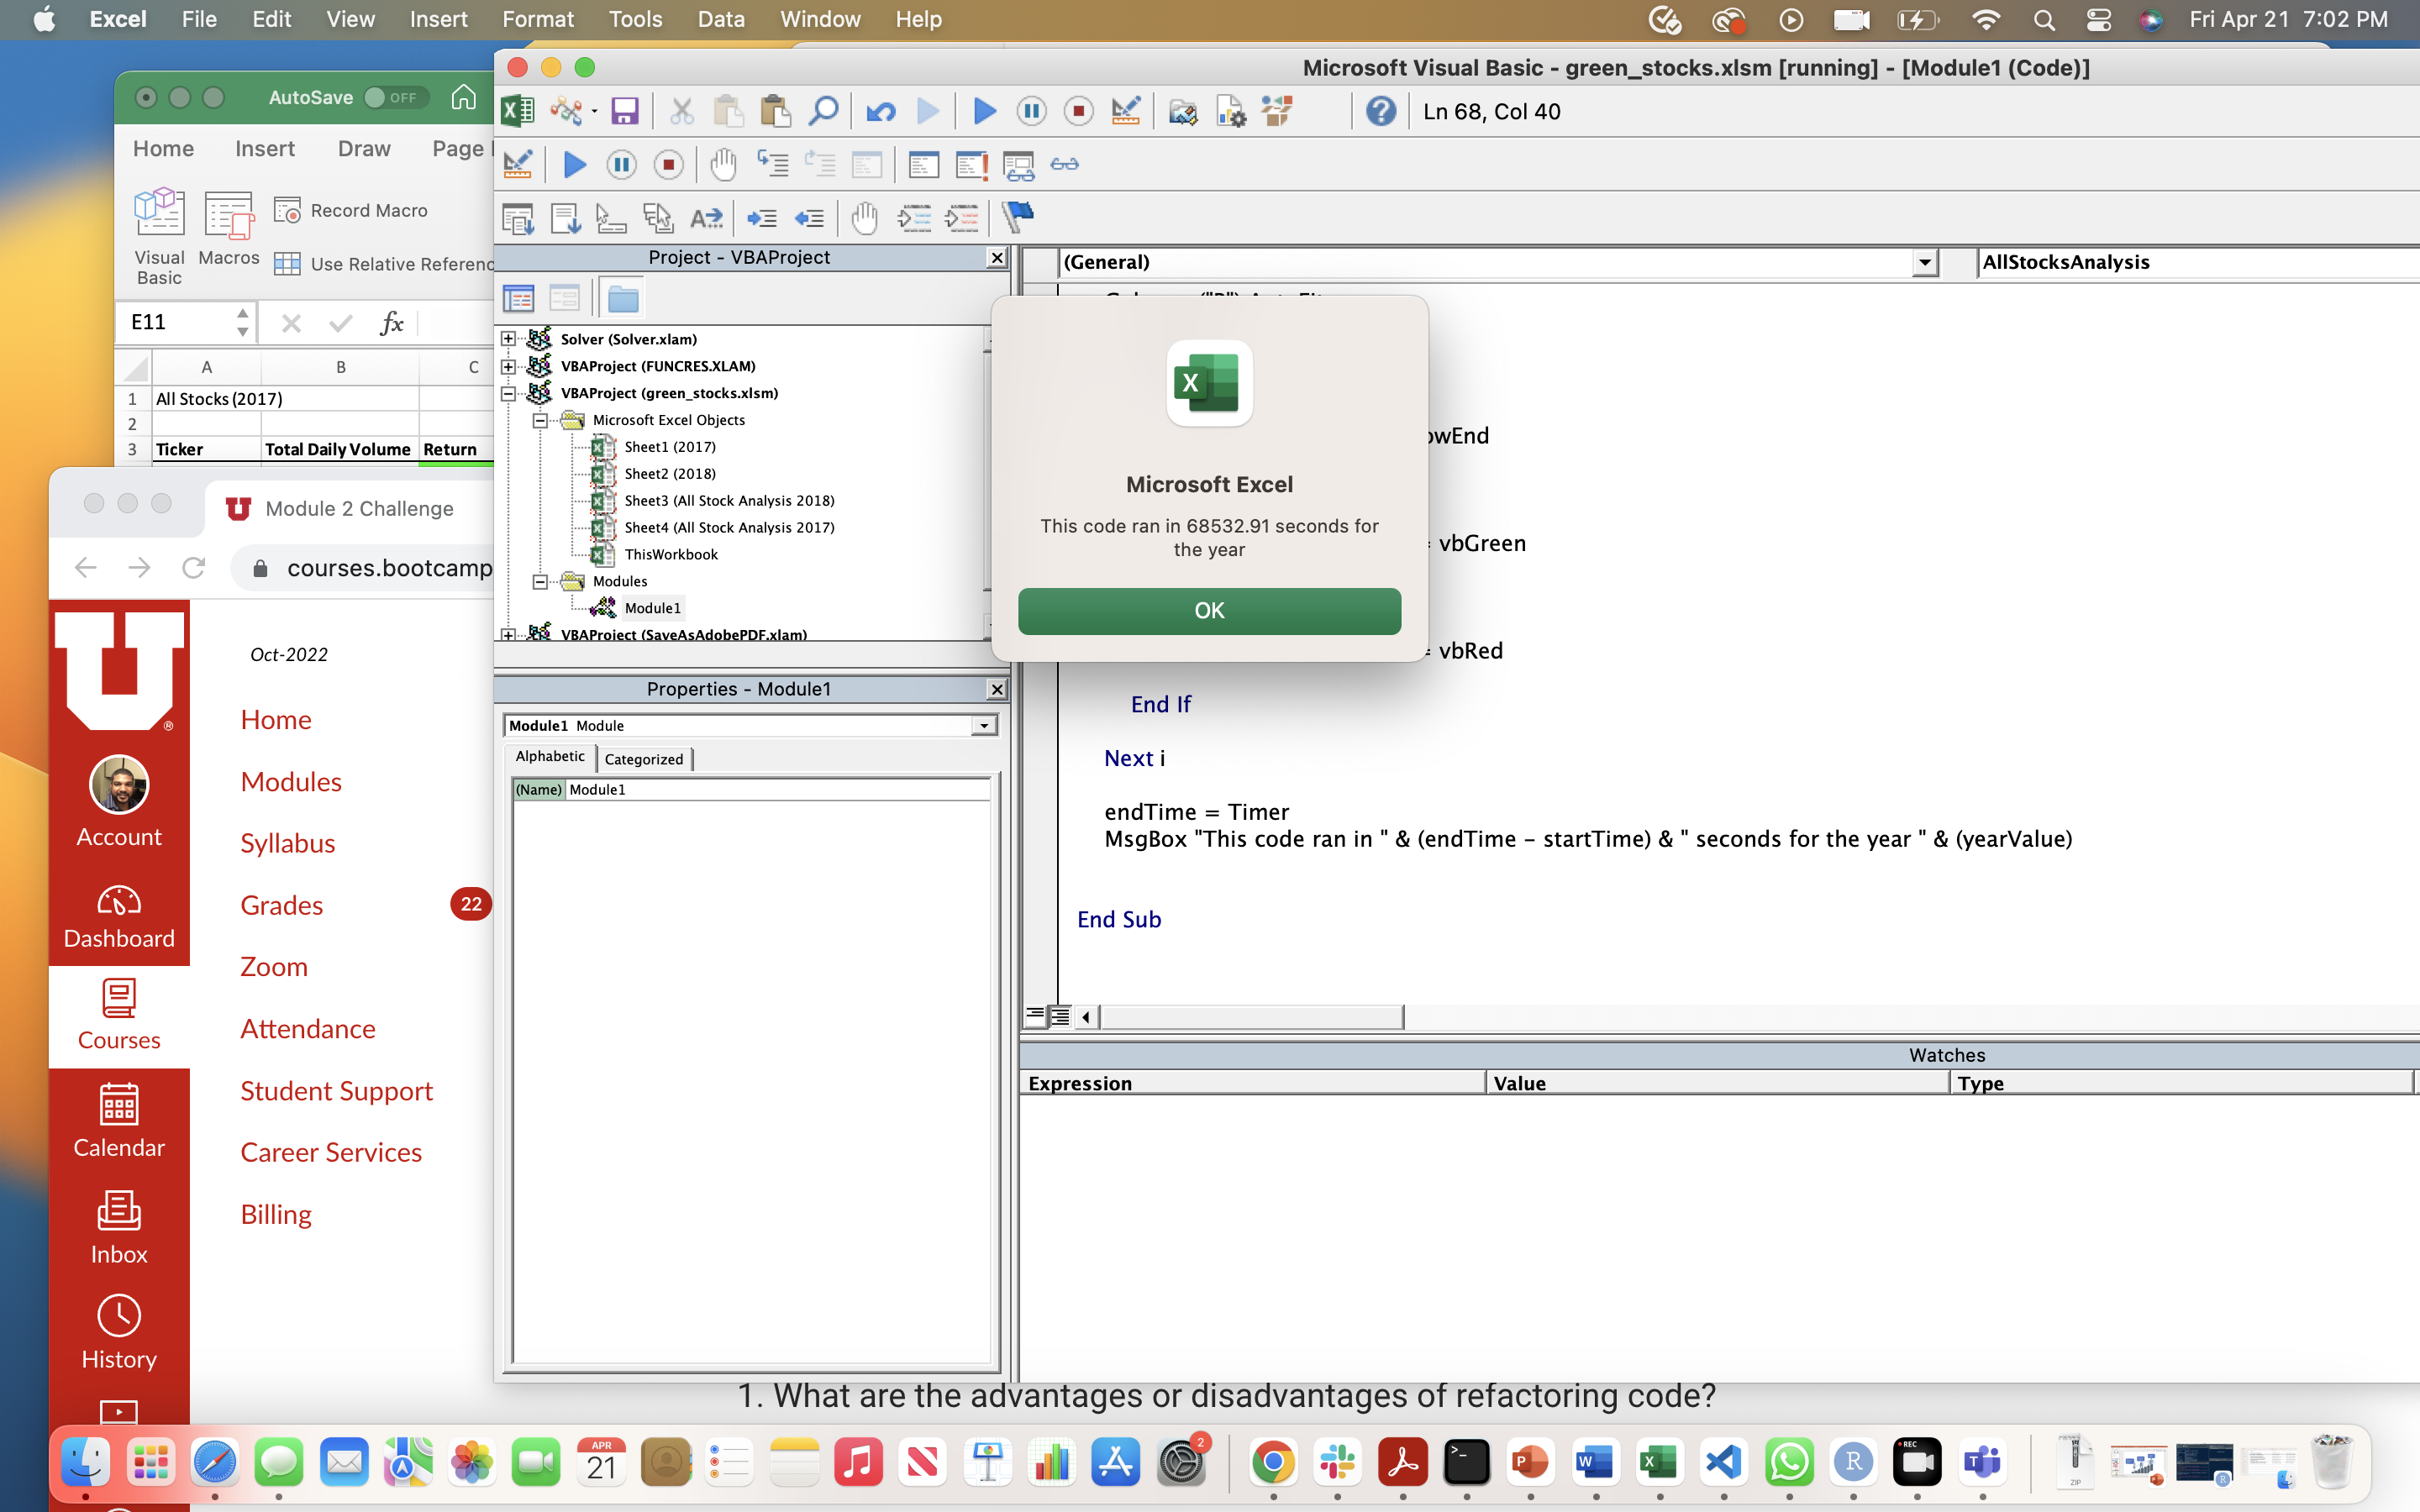 Excel File Edit View Insert Format Tools Data Window Help Fri Apr 21 7:02 PM
Microsoft Visual Basic - green_stocks.xlsm [running] - [Module1 (Code)]
AutoSave OFF
Ln 68, Col 40
Home Insert Draw Page
Record Macro
Visual Basic
Macros
Use Relative Referenc
E11
fx
A B C
1 All Stocks (2017)
2
3 Ticker Total Daily Volume Return
Project - VBAProject
Solver (Solver.xlam)
VBAProject (FUNCRES.XLAM)
VBAProject (green_stocks.xlsm)
Microsoft Excel Objects
Sheet1 (2017)
Sheet2 (2018)
Sheet3 (All Stock Analysis 2018)
Sheet4 (All Stock Analysis 2017)
ThisWorkbook
Modules
Module1
VBAProject (SaveAsAdobePDF.xlam)
Properties - Module1
Module1 Module
Alphabetic Categorized
(Name) Module1
(General) AllStocksAnalysis
owEnd
= vbGreen
= vbRed
End If
Next i
endTime = Timer
MsgBox "This code ran in " & (endTime - startTime) & " seconds for the year " & (yearValue)
End Sub
Microsoft Excel
This code ran in 68532.91 seconds for
the year
OK
Watches
Expression Value Type
Module 2 Challenge
courses.bootcamp
Oct-2022
Home
Modules
Syllabus
Grades 22
Zoom
Attendance
Student Support
Career Services
Billing
Account
Dashboard
Courses
Calendar
Inbox
History
1. What are the advantages or disadvantages of refactoring code?
APR
21
2
REC
ZIP